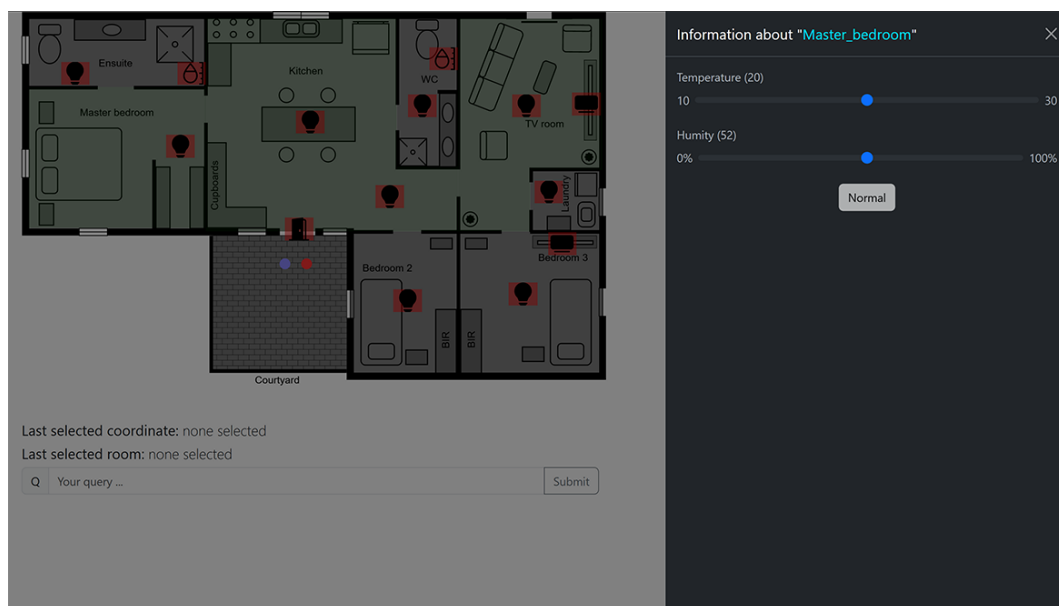 Ensuite
Kitchen
WC
Master bedroom
TV room
Cupboards
Laundry
Bedroom 2
Bedroom 3
BIR
BIR
Courtyard
Last selected coordinate: none selected
Last selected room: none selected
Q Your query ... Submit
Information about "Master_bedroom"
Temperature (20)
10 30
Humity (52)
0% 100%
Normal